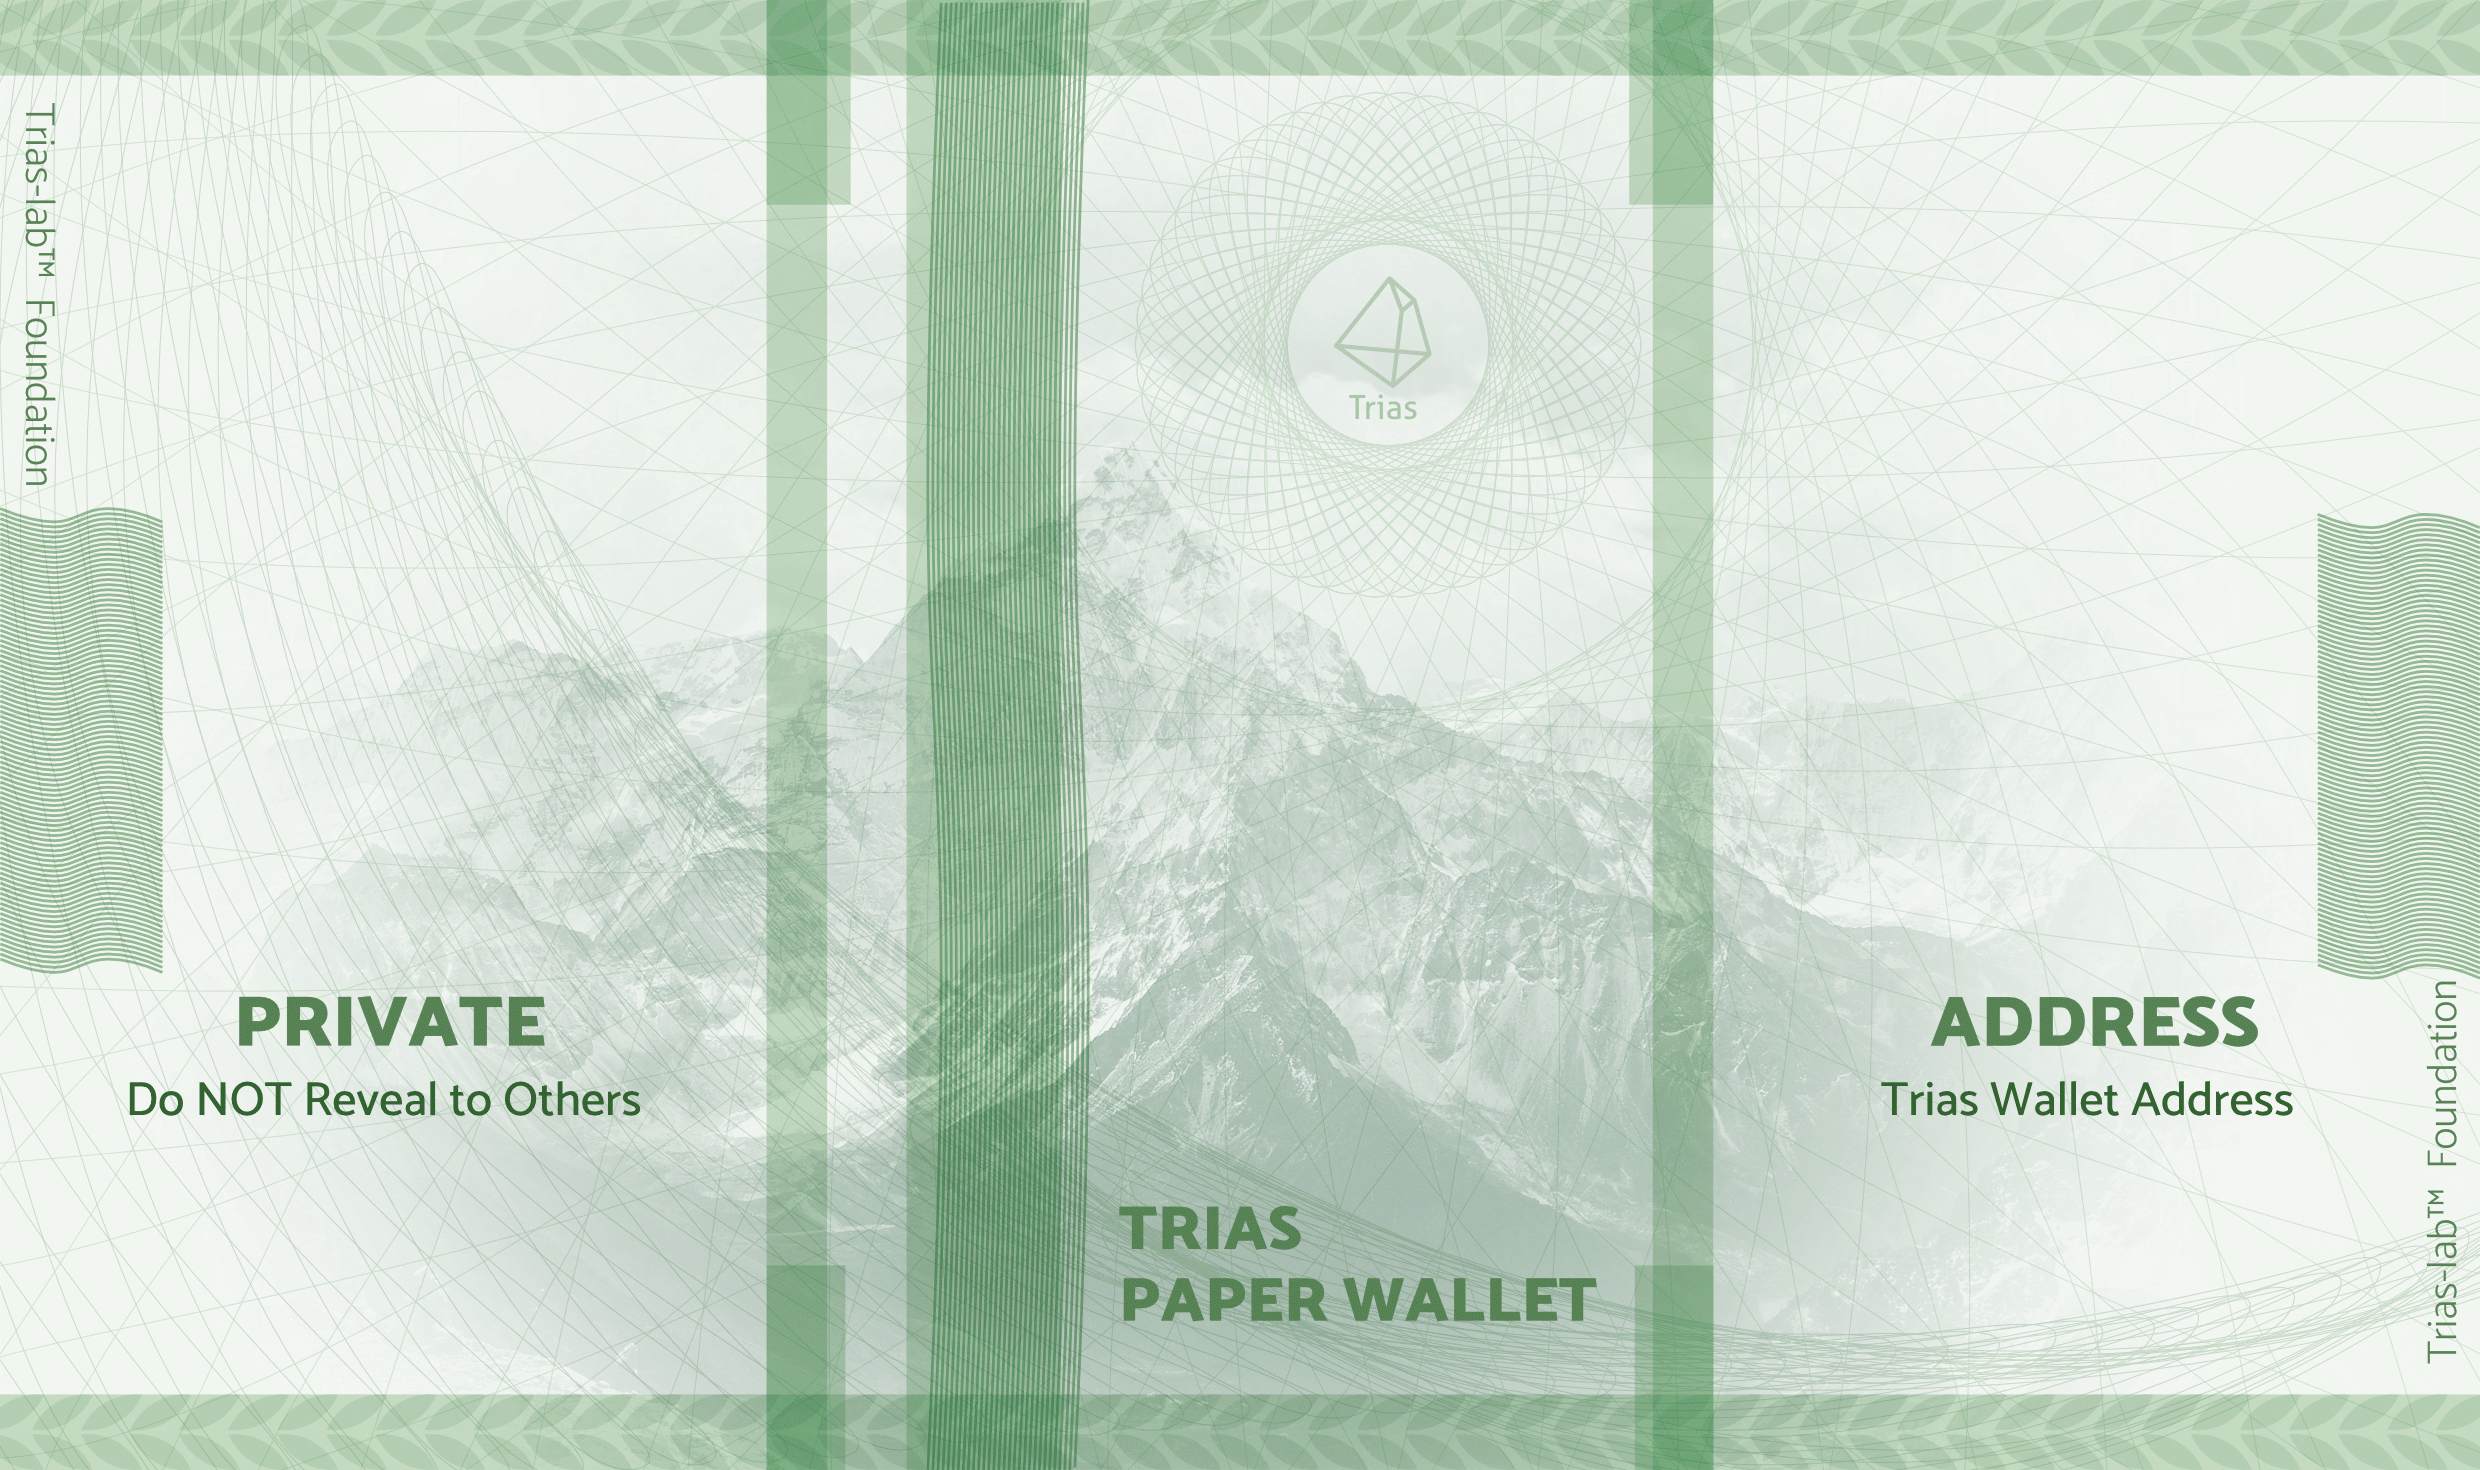 Trias-lab™ Foundation
Trias
PRIVATE
Do NOT Reveal to Others
TRIAS
PAPER WALLET
ADDRESS
Trias Wallet Address
Trias-lab™ Foundation